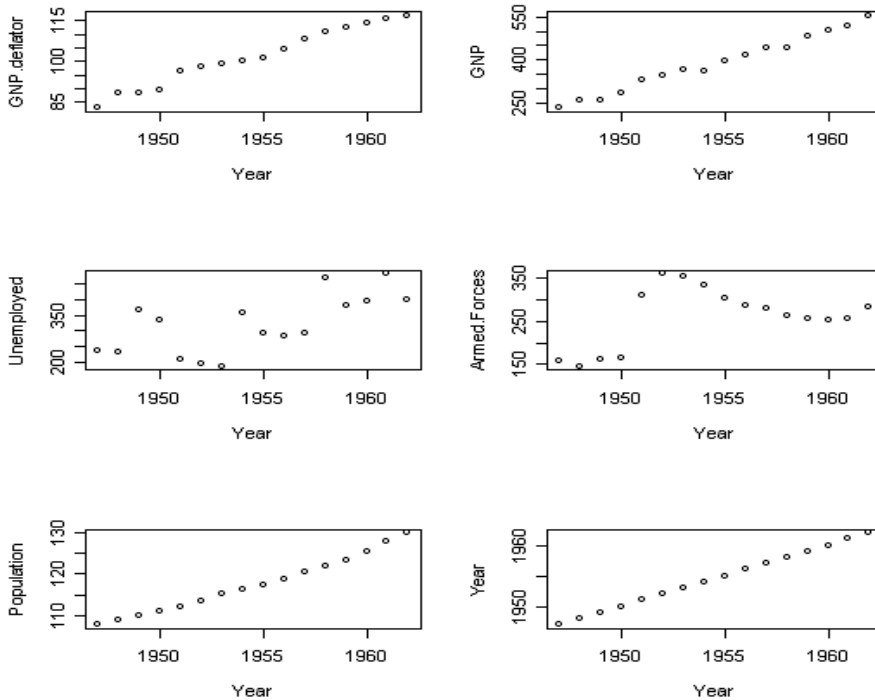 GNP.deflator
85 100 115
1950 1955 1960
Year
GNP
250 400 550
1950 1955 1960
Year
Unemployed
200 350
1950 1955 1960
Year
Armed.Forces
150 250 350
1950 1955 1960
Year
Population
110 120 130
1950 1955 1960
Year
Year
1950 1960
1950 1955 1960
Year